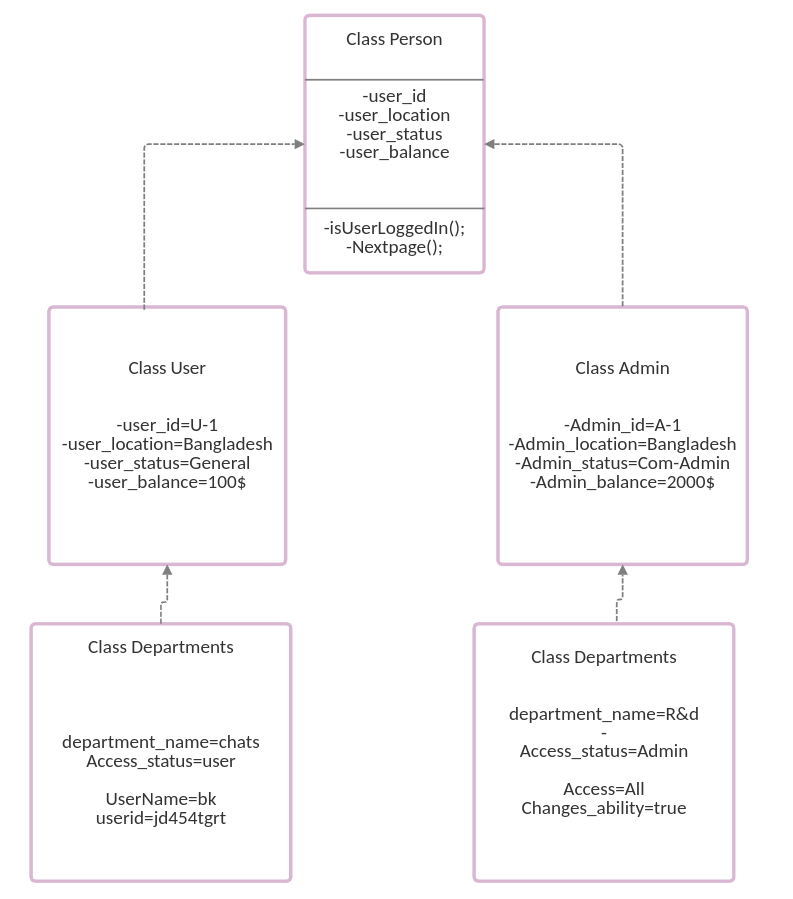 Class Person
-user_id
-user_location
-user_status
-user_balance
-isUserLoggedIn();
-Nextpage();
Class User
-user_id=U-1
-user_location=Bangladesh
-user_status=General
-user_balance=100$
Class Admin
-Admin_id=A-1
-Admin_location=Bangladesh
-Admin_status=Com-Admin
-Admin_balance=2000$
Class Departments
department_name=chats
Access_status=user
UserName=bk
userid=jd454tgrt
Class Departments
department_name=R&d
-
Access_status=Admin
Access=All
Changes_ability=true